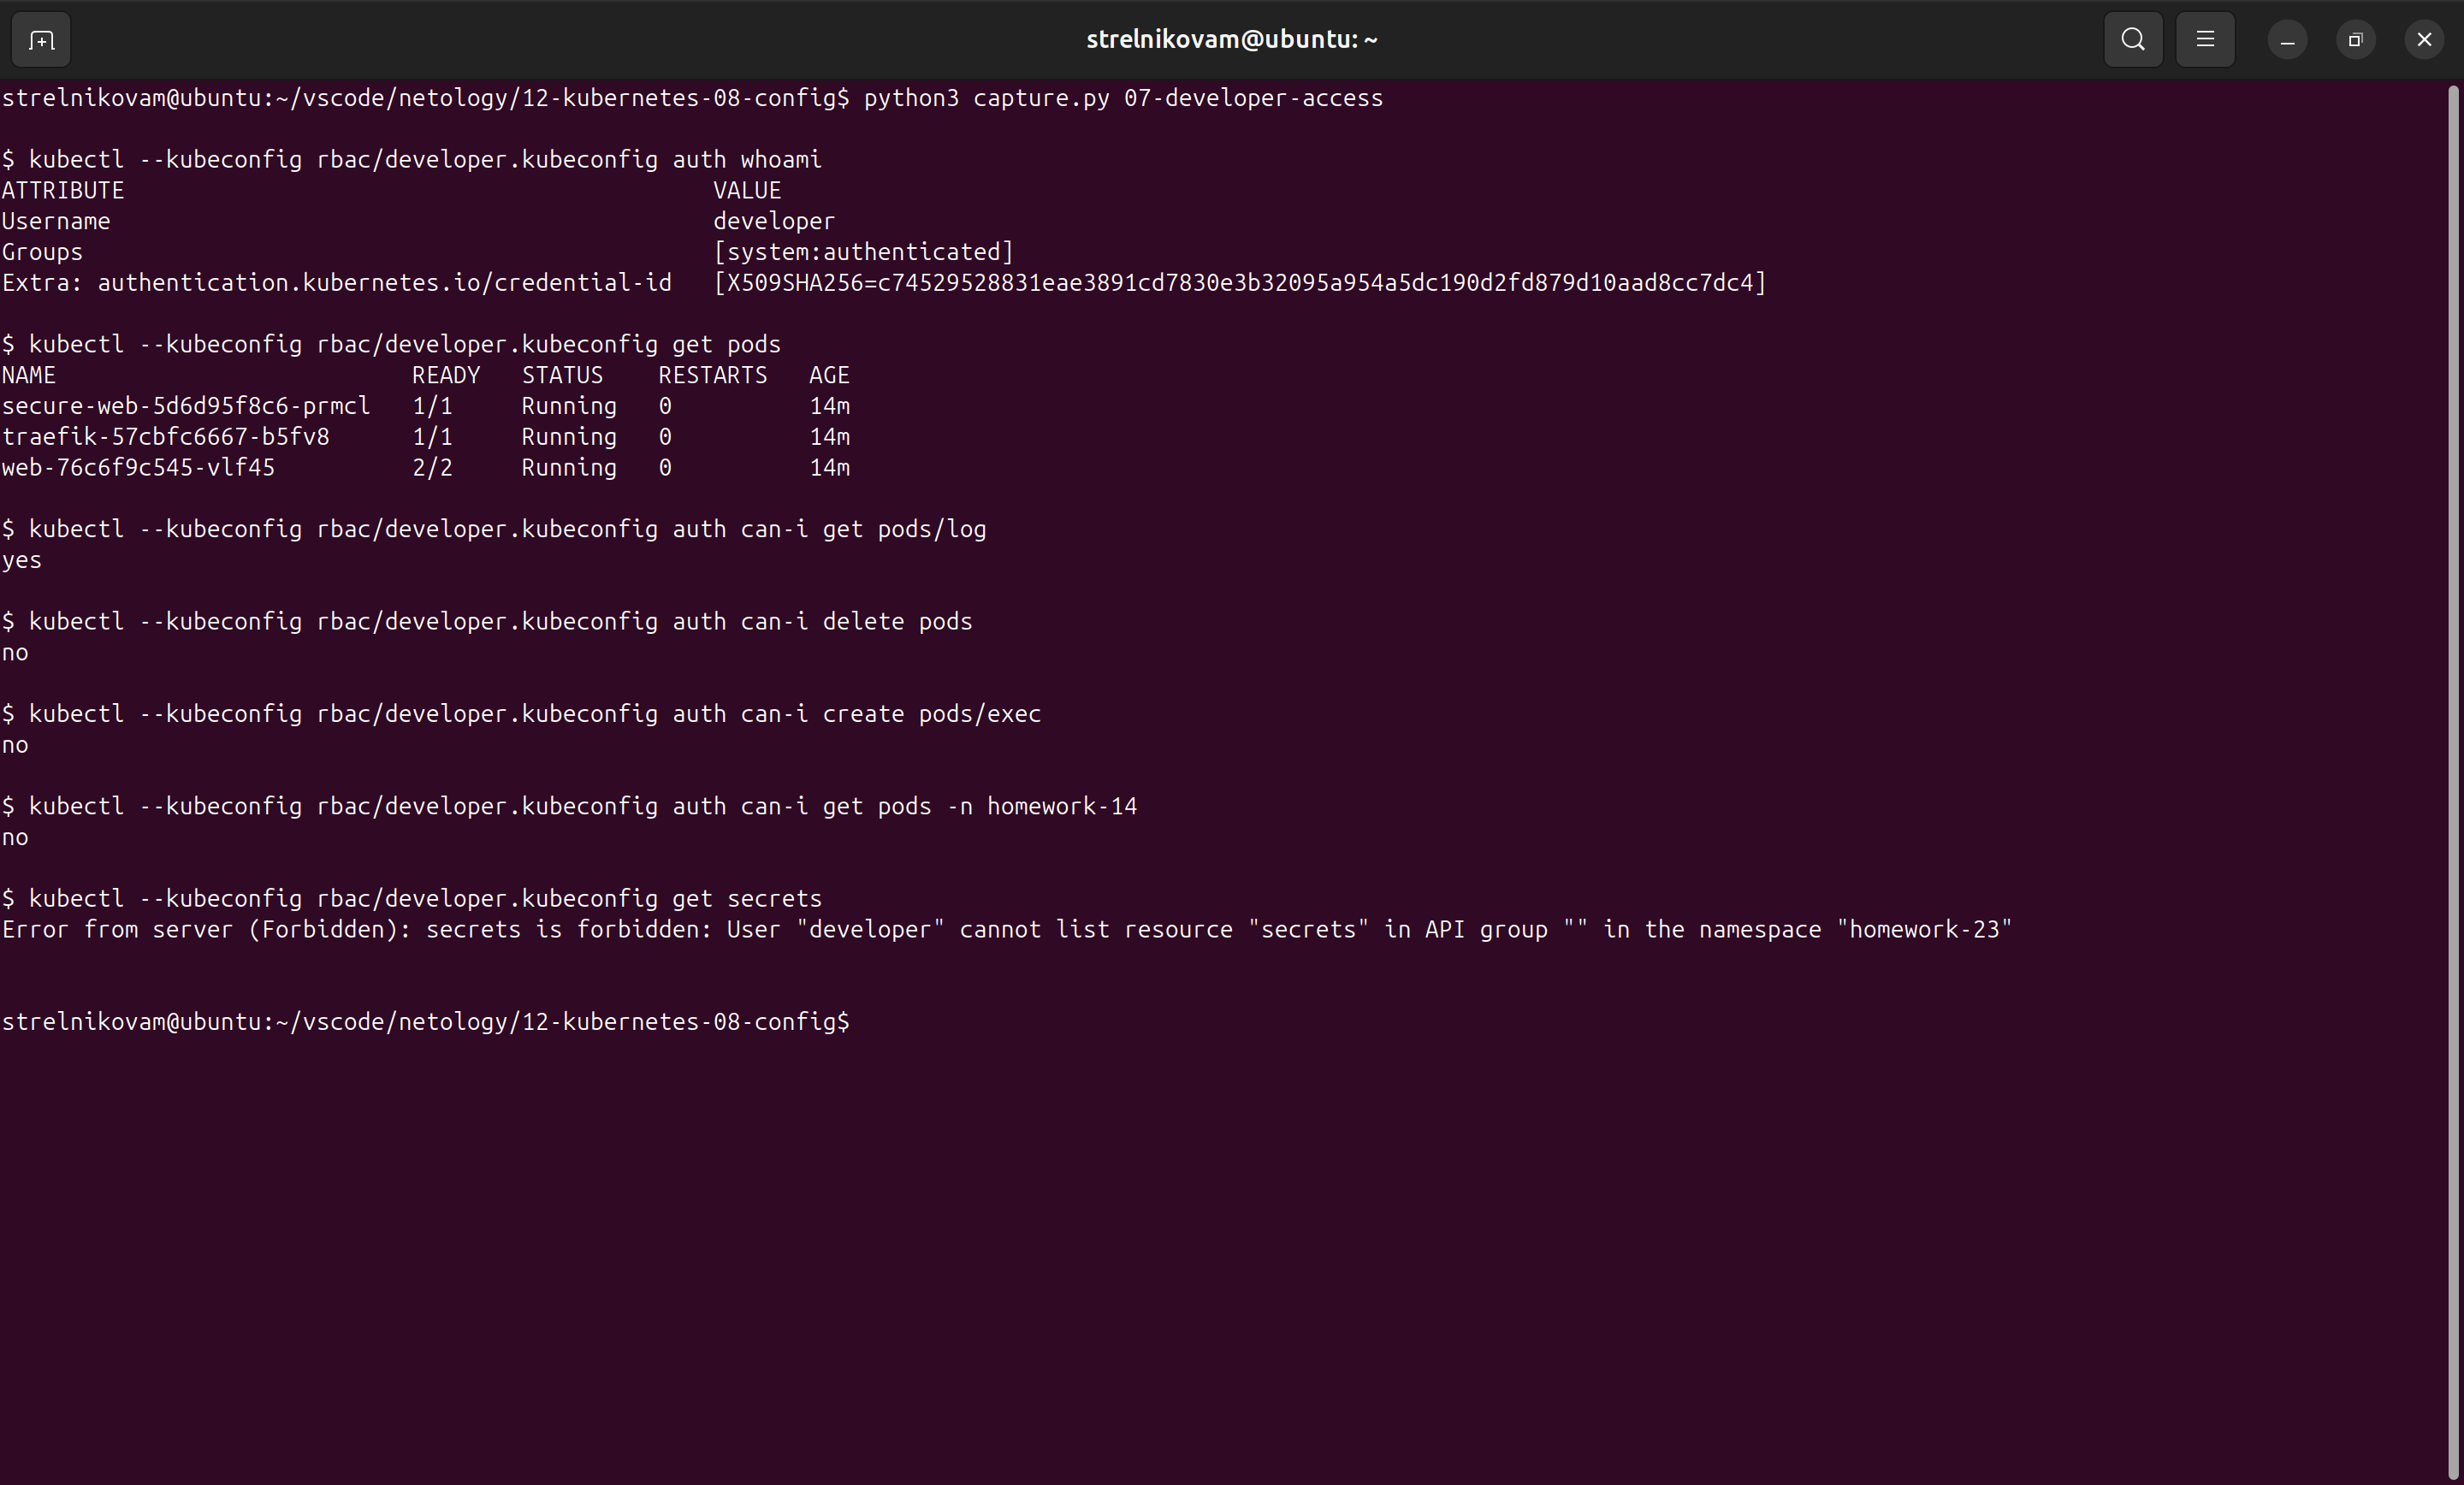 strelnikovam@ubuntu: ~
strelnikovam@ubuntu:~/vscode/netology/12-kubernetes-08-config$ python3 capture.py 07-developer-access
$ kubectl --kubeconfig rbac/developer.kubeconfig auth whoami
ATTRIBUTE VALUE
Username developer
Groups [system:authenticated]
Extra: authentication.kubernetes.io/credential-id [X509SHA256=c74529528831eae3891cd7830e3b32095a954a5dc190d2fd879d10aad8cc7dc4]
$ kubectl --kubeconfig rbac/developer.kubeconfig get pods
NAME READY STATUS RESTARTS AGE
secure-web-5d6d95f8c6-prmcl 1/1 Running 0 14m
traefik-57cbfc6667-b5fv8 1/1 Running 0 14m
web-76c6f9c545-vlf45 2/2 Running 0 14m
$ kubectl --kubeconfig rbac/developer.kubeconfig auth can-i get pods/log
yes
$ kubectl --kubeconfig rbac/developer.kubeconfig auth can-i delete pods
no
$ kubectl --kubeconfig rbac/developer.kubeconfig auth can-i create pods/exec
no
$ kubectl --kubeconfig rbac/developer.kubeconfig auth can-i get pods -n homework-14
no
$ kubectl --kubeconfig rbac/developer.kubeconfig get secrets
Error from server (Forbidden): secrets is forbidden: User "developer" cannot list resource "secrets" in API group "" in the namespace "homework-23"
strelnikovam@ubuntu:~/vscode/netology/12-kubernetes-08-config$